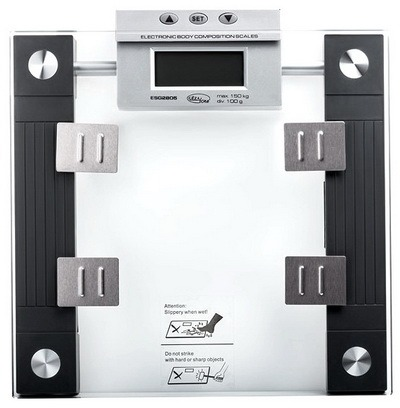 SET
ELECTRONIC BODY COMPOSITION SCALES
ESG2805
max. 150 kg
div. 100 g
Attention:
Slippery when wet!
Do not strike
with hard or sharp objects